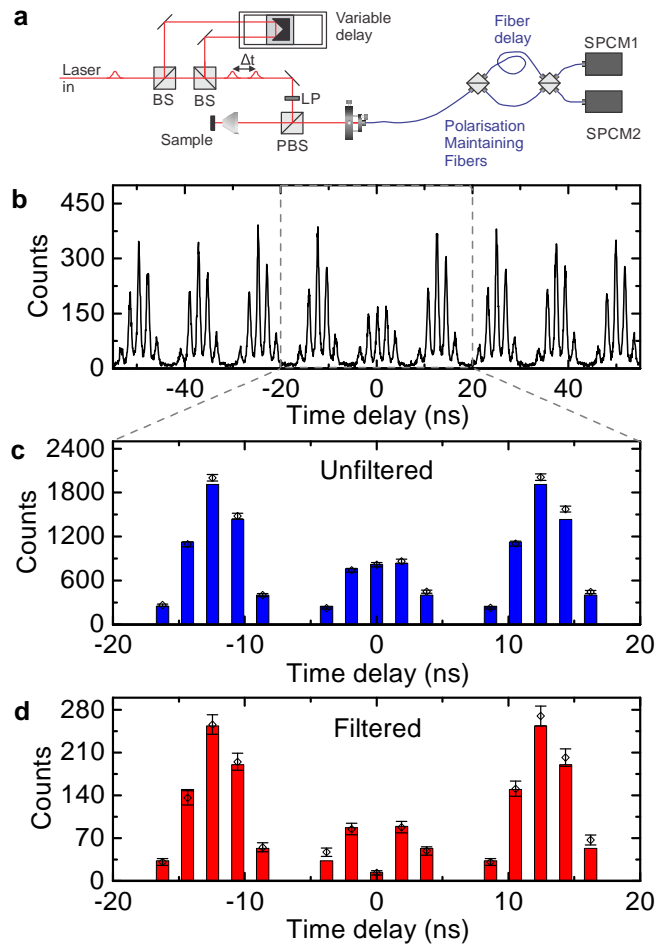 a
Variable
delay
Fiber
delay
SPCM1
Laser
in
Δt
BS
BS
LP
Sample
PBS
Polarisation
Maintaining
Fibers
SPCM2
b
450
300
150
0
Counts
-40
-20
0
20
40
Time delay (ns)
c
2400
1800
1200
600
0
Counts
Unfiltered
-20
-10
0
10
20
Time delay (ns)
d
280
210
140
70
0
Counts
Filtered
-20
-10
0
10
20
Time delay (ns)